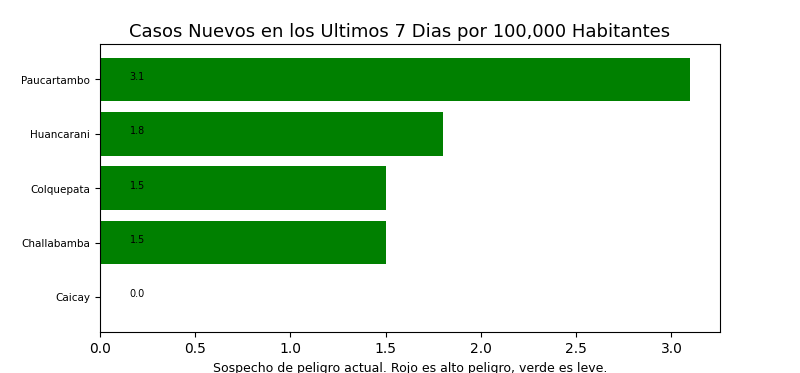 Casos Nuevos en los Ultimos 7 Dias por 100,000 Habitantes
Paucartambo 3.1
Huancarani 1.8
Colquepata 1.5
Challabamba 1.5
Caicay 0.0
0.0 0.5 1.0 1.5 2.0 2.5 3.0
Sospecho de peligro actual. Rojo es alto peligro, verde es leve.